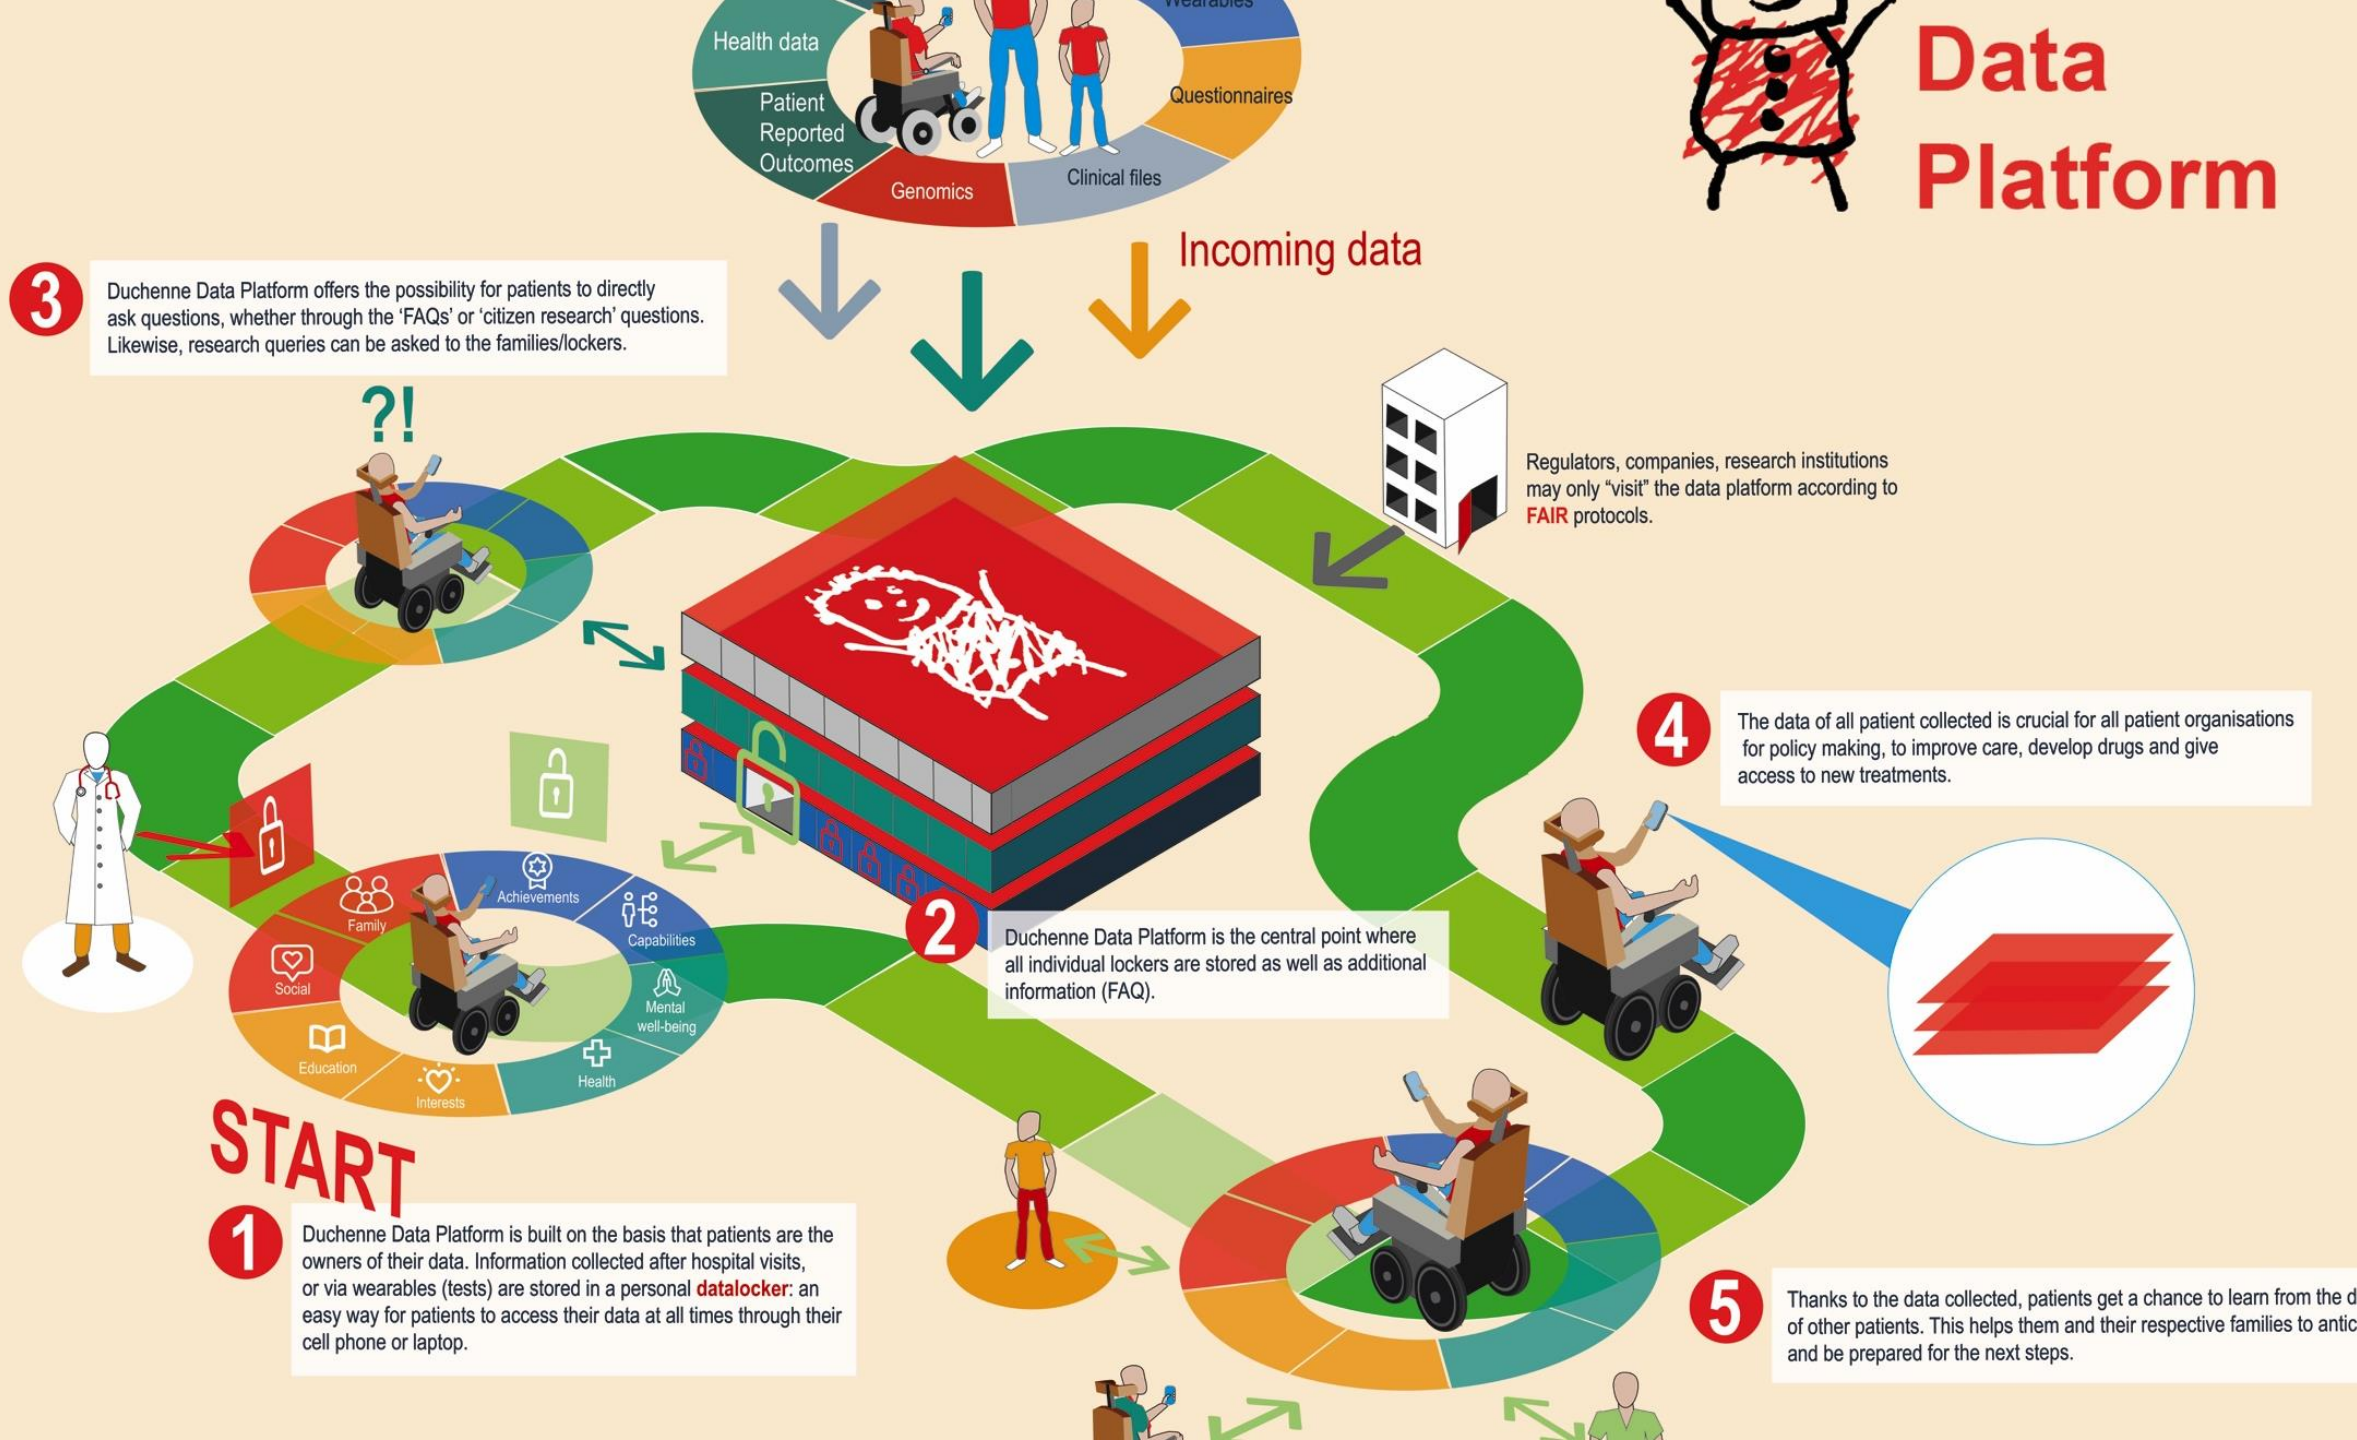 Wearables
Health data
Questionnaires
Patient
Reported
Outcomes
Genomics
Clinical files
Data
Platform
Incoming data
3
Duchenne Data Platform offers the possibility for patients to directly
ask questions, whether through the ‘FAQs’ or ‘citizen research’ questions.
Likewise, research queries can be asked to the families/lockers.
?!
Regulators, companies, research institutions
may only “visit” the data platform according to
FAIR protocols.
4
The data of all patient collected is crucial for all patient organisations
for policy making, to improve care, develop drugs and give
access to new treatments.
Family
Achievements
Capabilities
Social
Mental
well-being
Education
Interests
Health
2
Duchenne Data Platform is the central point where
all individual lockers are stored as well as additional
information (FAQ).
START
1
Duchenne Data Platform is built on the basis that patients are the
owners of their data. Information collected after hospital visits,
or via wearables (tests) are stored in a personal datalocker: an
easy way for patients to access their data at all times through their
cell phone or laptop.
5
Thanks to the data collected, patients get a chance to learn from the
of other patients. This helps them and their respective families to
and be prepared for the next steps.